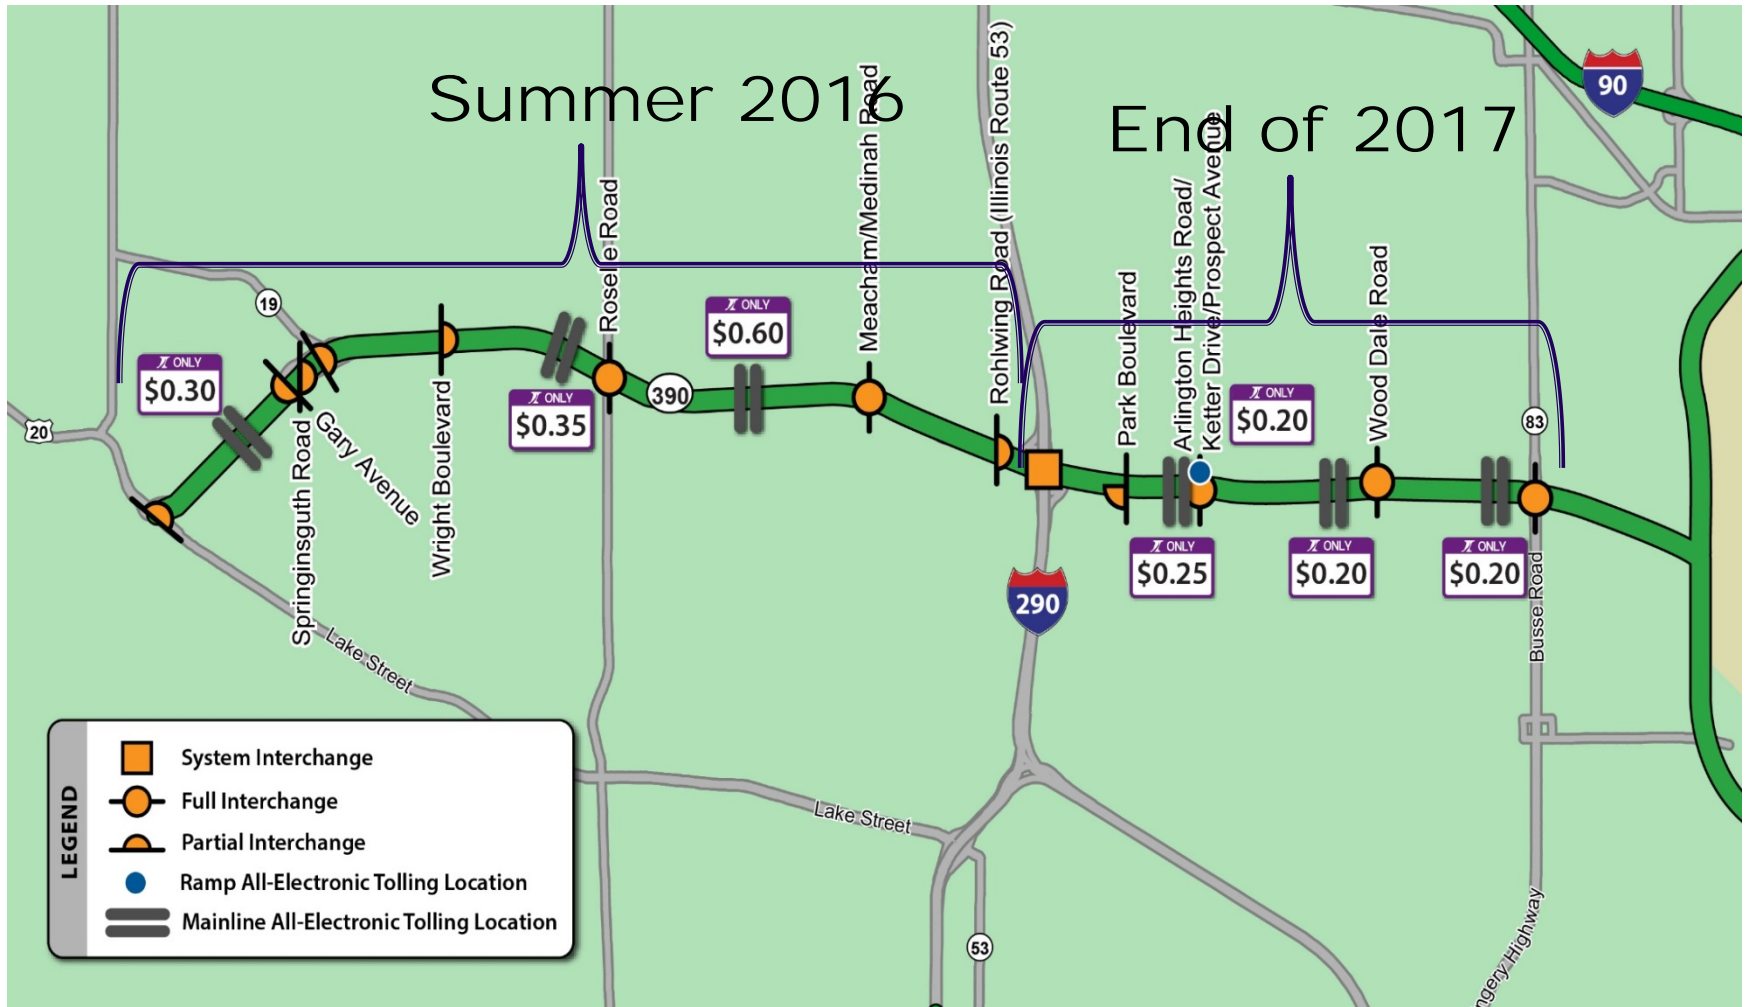 Summer 2016
End of 2017
90
Meacham/Medinah Road
Rohlwing Road (Illinois Route 53)
Roselle Road
Arlington Heights Road/
Ketter Drive/Prospect Avenue
Park Boulevard
Wood Dale Road
19
ONLY
$0.30
ONLY
$0.60
ONLY
$0.35
390
ONLY
$0.20
83
20
Springinsguth Road
Gary Avenue
Wright Boulevard
ONLY
$0.25
ONLY
$0.20
ONLY
$0.20
290
Busse Road
Lake Street
Lake Street
53
ngery Highway
LEGEND
System Interchange
Full Interchange
Partial Interchange
Ramp All-Electronic Tolling Location
Mainline All-Electronic Tolling Location